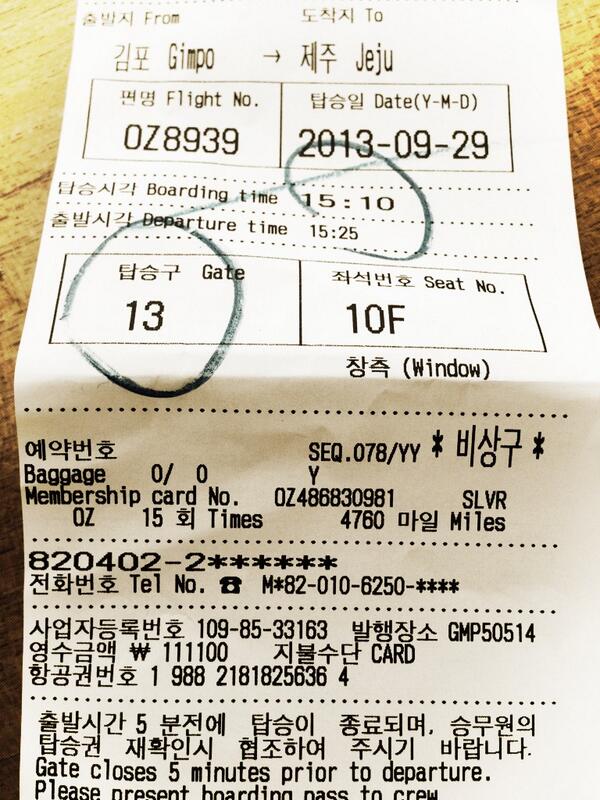 출발지 From 도착지 To
김포 Gimpo → 제주 Jeju
편명 Flight No. 탑승일 Date(Y-M-D)
OZ8939 2013-09-29
탑승시각 Boarding time 15:10
출발시각 Departure time 15:25
탑승구 Gate 좌석번호 Seat No.
13 10F
창측 (Window)
예약번호 SEQ.078/YY * 비상구 *
Baggage 0/ 0 Y
Membership card No. OZ486830981 SLVR
OZ 15 회 Times 4760 마일 Miles
820402-2******
전화번호 Tel No. ☎ M*82-010-6250-****
사업자등록번호 109-85-33163 발행장소 GMP50514
영수금액 ₩ 111100 지불수단 CARD
항공권번호 1 988 2181825636 4
출발시간 5 분전에 탑승이 종료되며, 승무원의
탑승권 재확인시 협조하여 주시기 바랍니다.
Gate closes 5 minutes prior to departure.
Please present boarding pass to crew